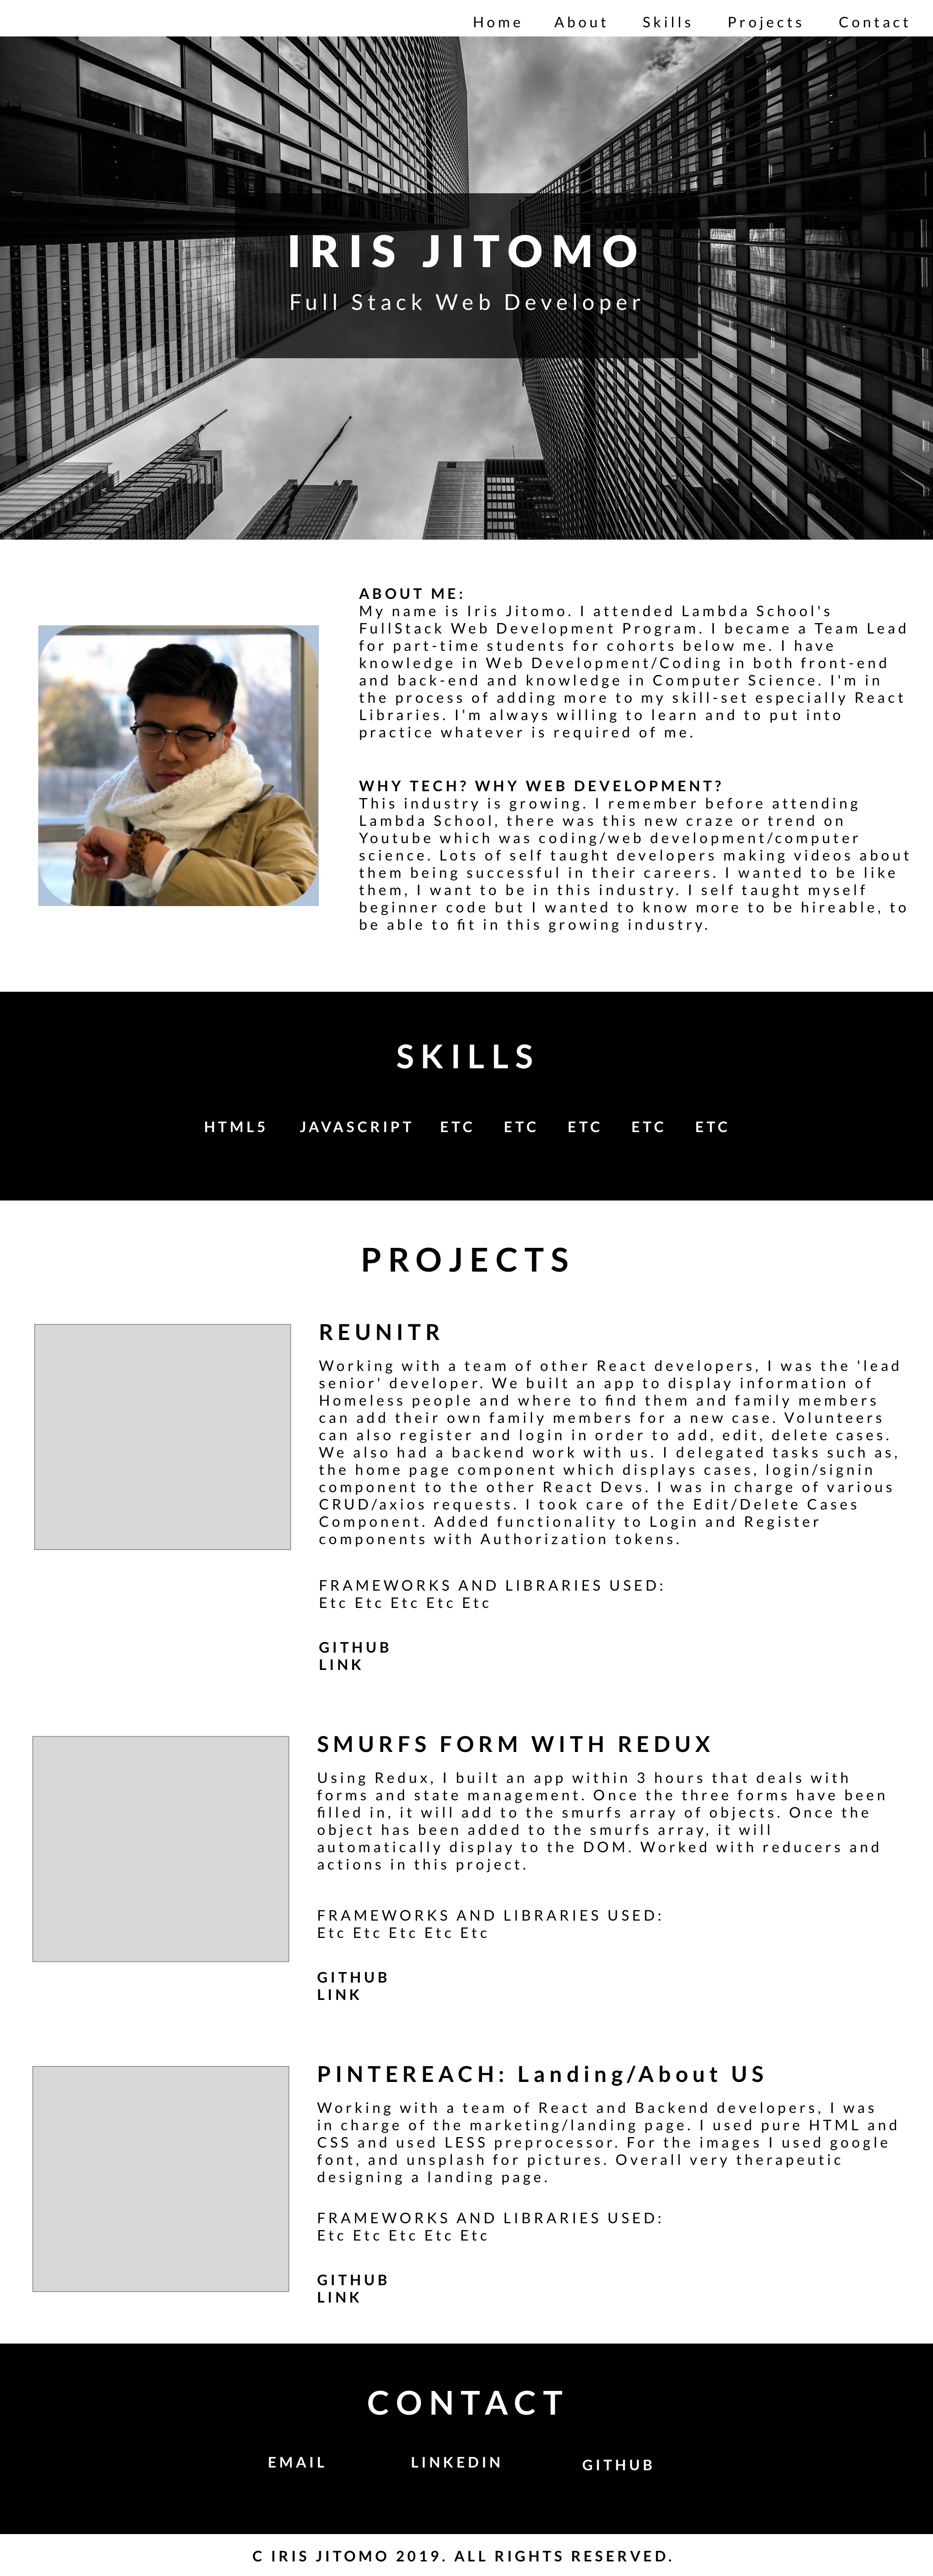 Home About Skills Projects Contact
IRIS JITOMO
Full Stack Web Developer
ABOUT ME:
My name is Iris Jitomo. I attended Lambda School's
FullStack Web Development Program. I became a Team Lead
for part-time students for cohorts below me. I have
knowledge in Web Development/Coding in both front-end
and back-end and knowledge in Computer Science. I'm in
the process of adding more to my skill-set especially React
Libraries. I'm always willing to learn and to put into
practice whatever is required of me.
WHY TECH? WHY WEB DEVELOPMENT?
This industry is growing. I remember before attending
Lambda School, there was this new craze or trend on
Youtube which was coding/web development/computer
science. Lots of self taught developers making videos about
them being successful in their careers. I wanted to be like
them, I want to be in this industry. I self taught myself
beginner code but I wanted to know more to be hireable, to
be able to fit in this growing industry.
SKILLS
HTML5 JAVASCRIPT ETC ETC ETC ETC ETC
PROJECTS
REUNITR
Working with a team of other React developers, I was the 'lead
senior' developer. We built an app to display information of
Homeless people and where to find them and family members
can add their own family members for a new case. Volunteers
can also register and login in order to add, edit, delete cases.
We also had a backend work with us. I delegated tasks such as,
the home page component which displays cases, login/signin
component to the other React Devs. I was in charge of various
CRUD/axios requests. I took care of the Edit/Delete Cases
Component. Added functionality to Login and Register
components with Authorization tokens.
FRAMEWORKS AND LIBRARIES USED:
Etc Etc Etc Etc Etc
GITHUB
LINK
SMURFS FORM WITH REDUX
Using Redux, I built an app within 3 hours that deals with
forms and state management. Once the three forms have been
filled in, it will add to the smurfs array of objects. Once the
object has been added to the smurfs array, it will
automatically display to the DOM. Worked with reducers and
actions in this project.
FRAMEWORKS AND LIBRARIES USED:
Etc Etc Etc Etc Etc
GITHUB
LINK
PINTEREACH: Landing/About US
Working with a team of React and Backend developers, I was
in charge of the marketing/landing page. I used pure HTML and
CSS and used LESS preprocessor. For the images I used google
font, and unsplash for pictures. Overall very therapeutic
designing a landing page.
FRAMEWORKS AND LIBRARIES USED:
Etc Etc Etc Etc Etc
GITHUB
LINK
CONTACT
EMAIL LINKEDIN GITHUB
C IRIS JITOMO 2019. ALL RIGHTS RESERVED.